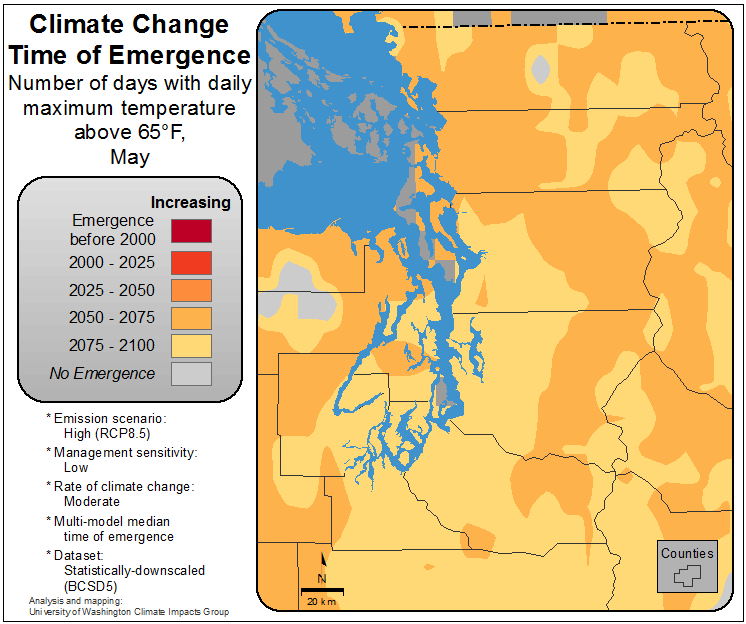 Climate Change
Time of Emergence
Number of days with daily
maximum temperature
above 65°F,
May
Increasing
Emergence
before 2000
2000 - 2025
2025 - 2050
2050 - 2075
2075 - 2100
No Emergence
* Emission scenario:
High (RCP8.5)
* Management sensitivity:
Low
* Rate of climate change:
Moderate
* Multi-model median
time of emergence
* Dataset:
Statistically-downscaled
(BCSD5)
Analysis and mapping:
University of Washington Climate Impacts Group
N
20 km
Counties